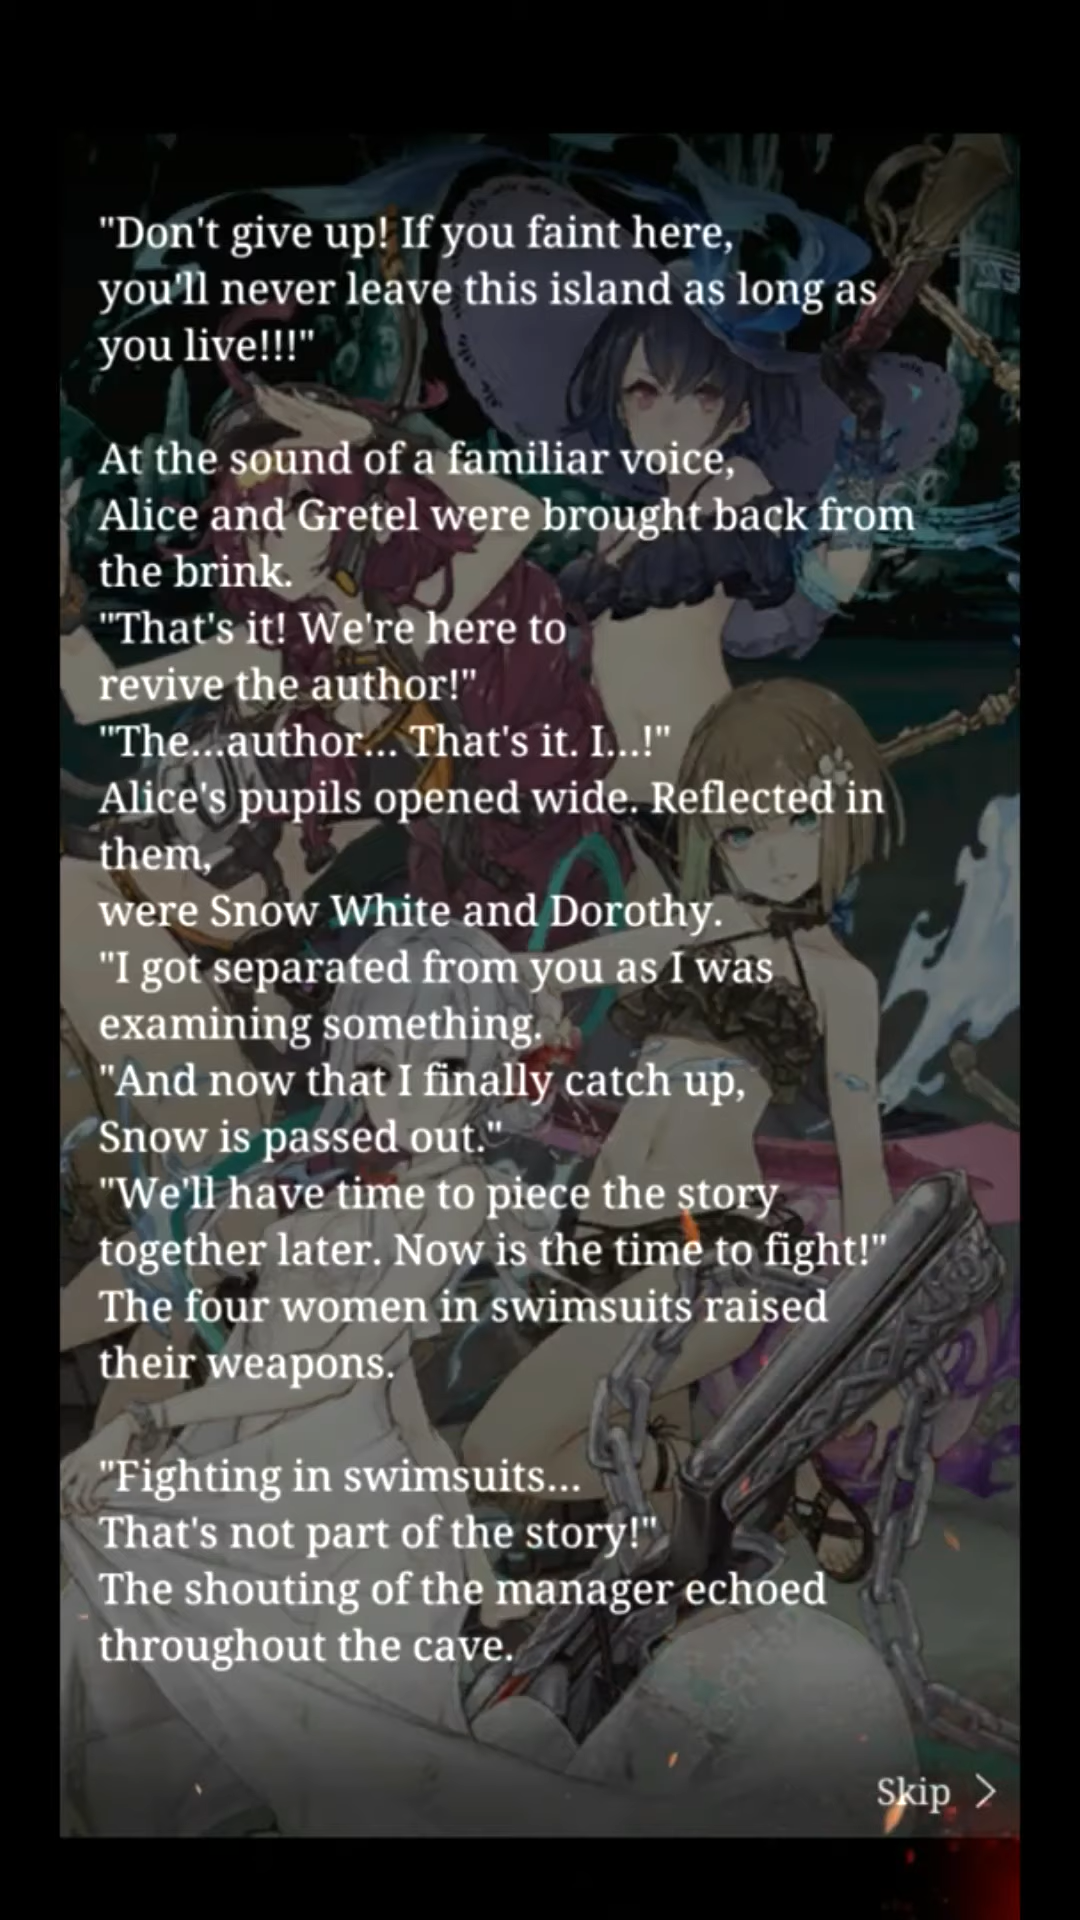 "Don't give up! If you faint here,
you'll never leave this island as long as
you live!!!"
At the sound of a familiar voice,
Alice and Gretel were brought back from
the brink.
"That's it! We're here to
revive the author!"
"The...author... That's it. I...!"
Alice's pupils opened wide. Reflected in
them,
were Snow White and Dorothy.
"I got separated from you as I was
examining something.
"And now that I finally catch up,
Snow is passed out."
"We'll have time to piece the story
together later. Now is the time to fight!"
The four women in swimsuits raised
their weapons.
"Fighting in swimsuits...
That's not part of the story!"
The shouting of the manager echoed
throughout the cave.
Skip >